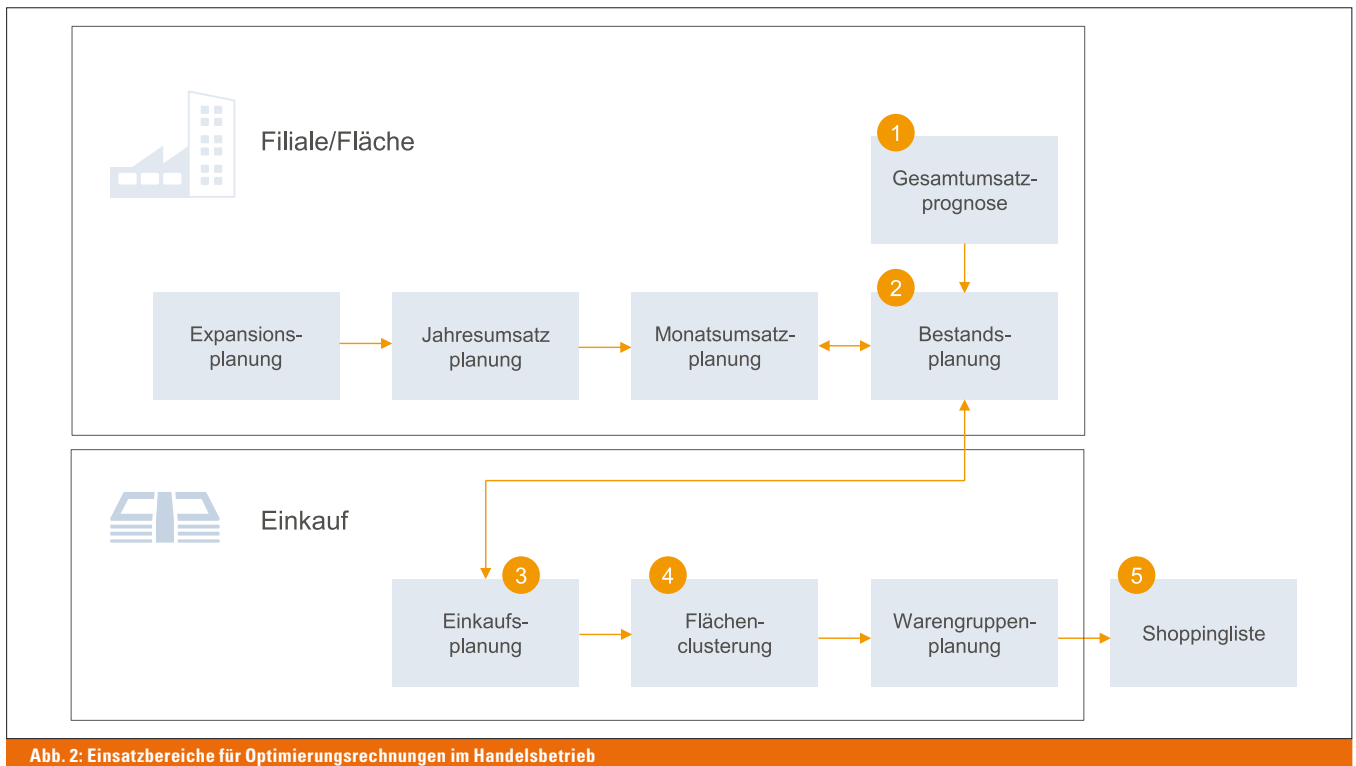 Filiale/Fläche
1
Gesamtumsatz-
prognose
Expansions-
planung
Jahresumsatz
planung
Monatsumsatz-
planung
2
Bestands-
planung
Einkauf
3
Einkaufs-
planung
4
Flächen-
clusterung
Warengruppen-
planung
5
Shoppingliste
Abb. 2: Einsatzbereiche für Optimierungsrechnungen im Handelsbetrieb